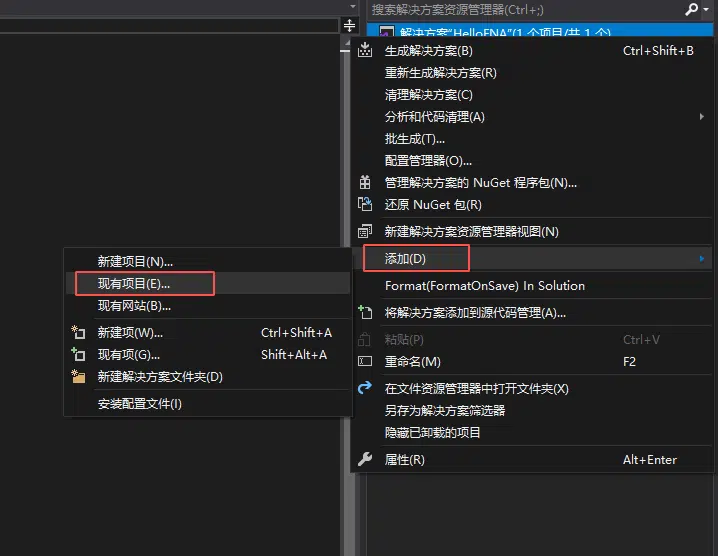 搜索解决方案资源管理器(Ctrl+;)
解决方案"HelloFNA"(1 个项目/共 1 个)
生成解决方案(B) Ctrl+Shift+B
重新生成解决方案(R)
清理解决方案(C)
分析和代码清理(A)
批生成(T)...
配置管理器(O)...
管理解决方案的 NuGet 程序包(N)...
还原 NuGet 包(R)
新建解决方案资源管理器视图(N)
添加(D)
Format(FormatOnSave) In Solution
将解决方案添加到源代码管理(A)...
粘贴(P) Ctrl+V
重命名(M) F2
在文件资源管理器中打开文件夹(X)
另存为解决方案筛选器
隐藏已卸载的项目
属性(R) Alt+Enter
新建项目(N)...
现有项目(E)...
现有网站(B)...
新建项(W)... Ctrl+Shift+A
现有项(G)... Shift+Alt+A
新建解决方案文件夹(D)
安装配置文件(I)